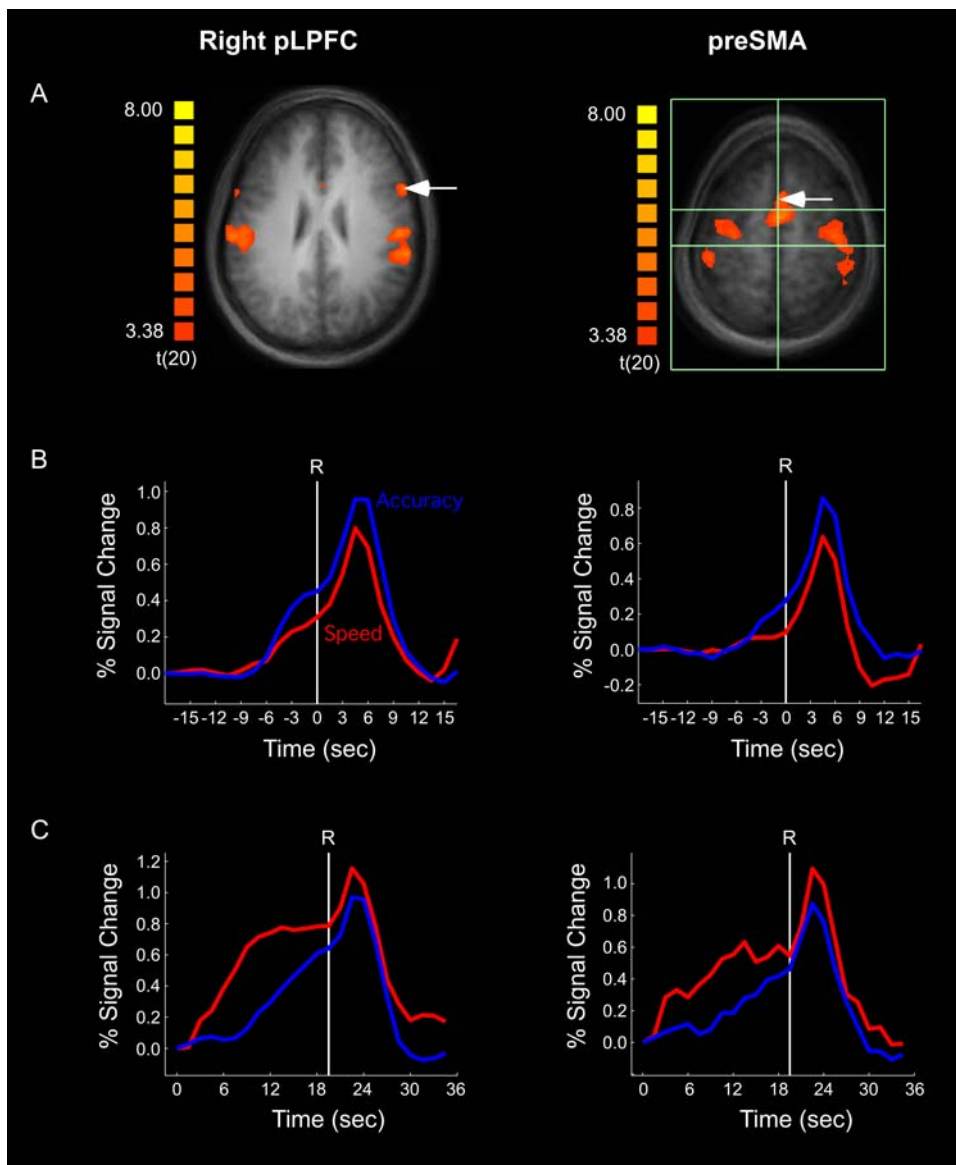 Right pLPFC
preSMA
A
8.00
3.38
t(20)
8.00
3.38
t(20)
B
R
% Signal Change
1.0
0.8
0.6
0.4
0.2
0.0
Accuracy
Speed
-15 -12 -9 -6 -3 0 3 6 9 12 15
Time (sec)
R
% Signal Change
0.8
0.6
0.4
0.2
0.0
-0.2
-15 -12 -9 -6 -3 0 3 6 9 12 15
Time (sec)
C
R
% Signal Change
1.2
1.0
0.8
0.6
0.4
0.2
0.0
0 6 12 18 24 30 36
Time (sec)
R
% Signal Change
1.0
0.8
0.6
0.4
0.2
0.0
0 6 12 18 24 30 36
Time (sec)